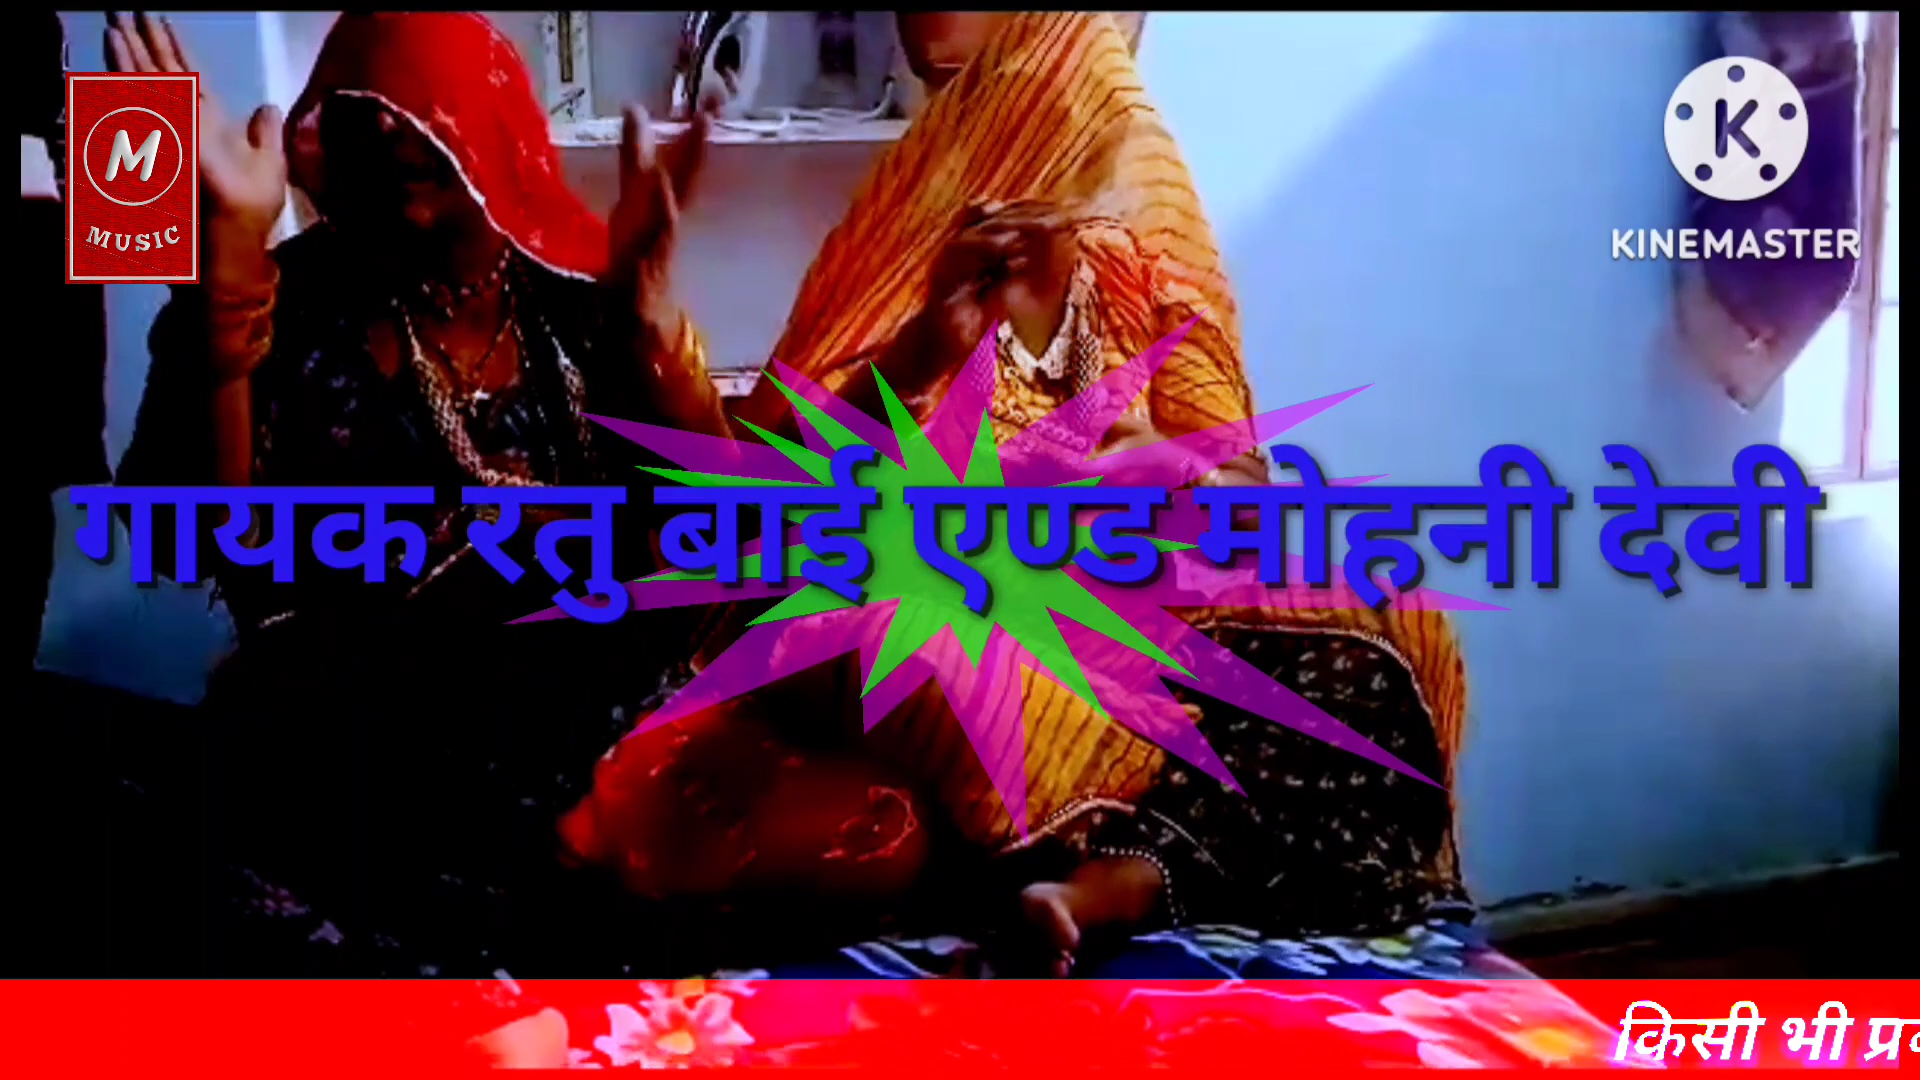 M
MUSIC
K
KINEMASTER
गायक रतु बाई एण्ड मोहनी देवी
किसी भी